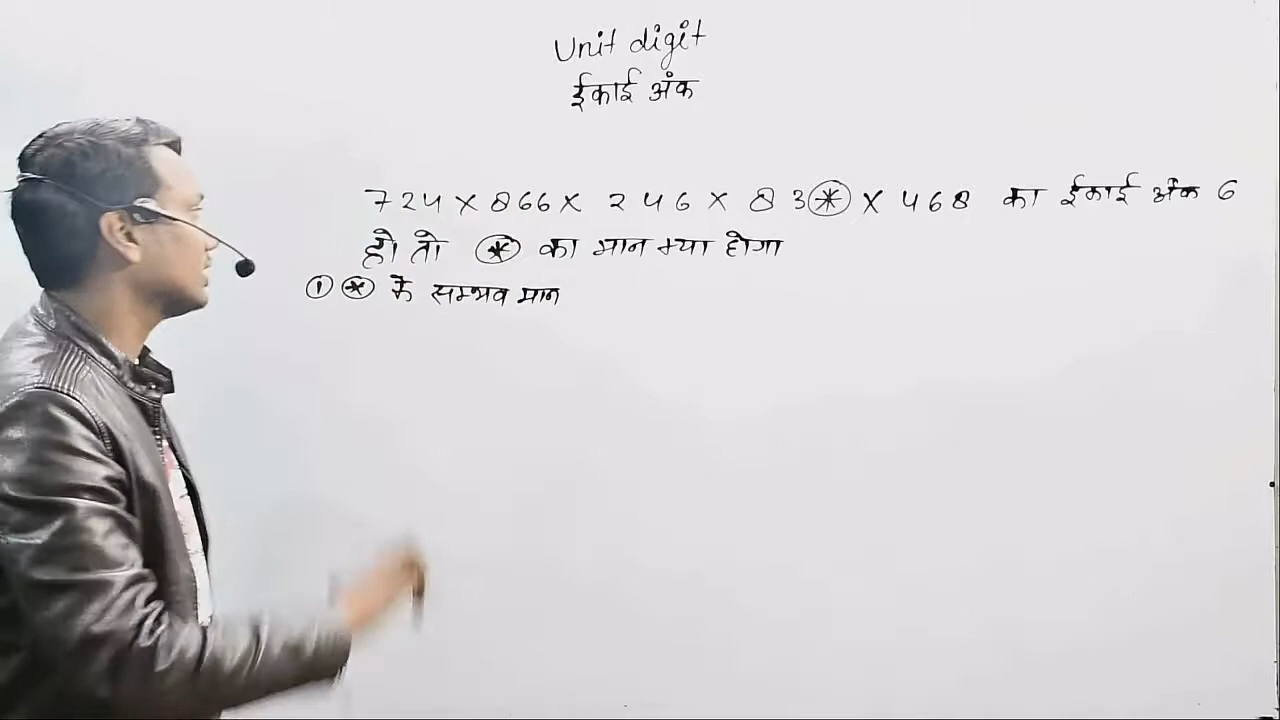 Unit digit
ईकाई अंक
724 × 866 × 246 × 83⊛ × 468 का ईकाई अंक 6
हो तो ⊛ का मान क्या होगा
① ⊛ के सम्भव मान